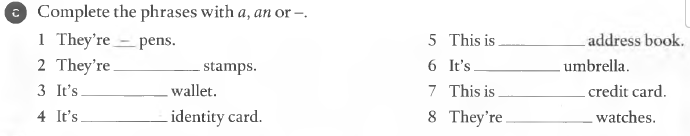 c Complete the phrases with a, an or –.
1 They're – pens.
2 They're ________ stamps.
3 It's ________ wallet.
4 It's ________ identity card.
5 This is ________ address book.
6 It's ________ umbrella.
7 This is ________ credit card.
8 They're ________ watches.